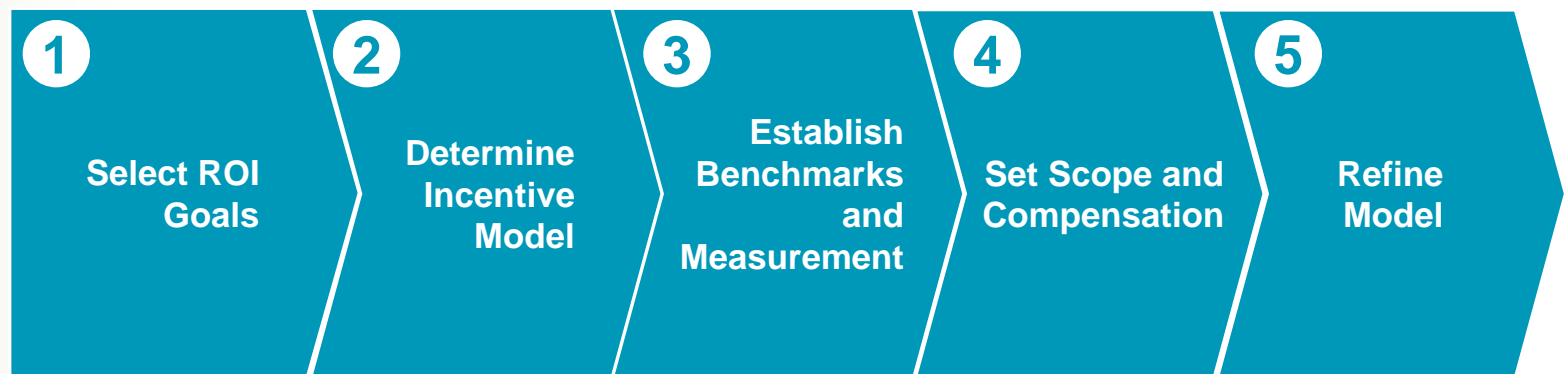 1
Select ROI
Goals
2
Determine
Incentive
Model
3
Establish
Benchmarks
and
Measurement
4
Set Scope and
Compensation
5
Refine
Model